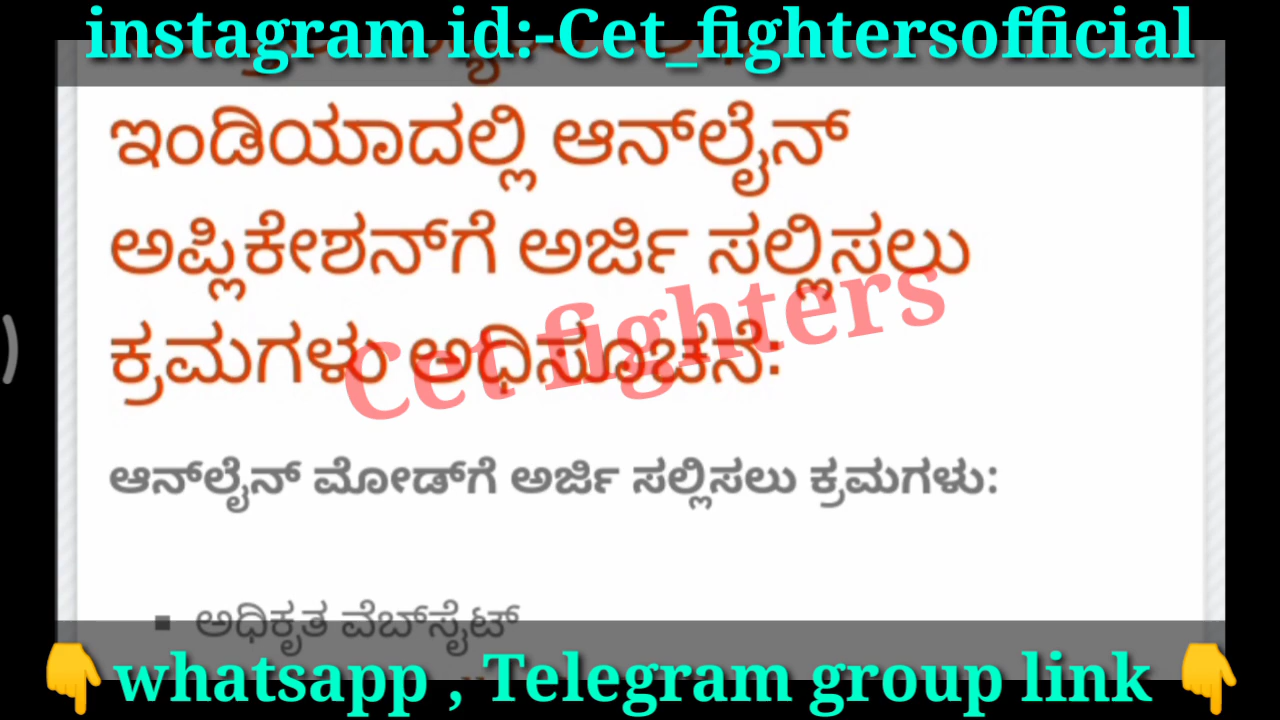 instagram id:-Cet_fightersofficial
ಇಂಡಿಯಾದಲ್ಲಿ ಆನ್‌ಲೈನ್
ಅಪ್ಲಿಕೇಶನ್‌ಗೆ ಅರ್ಜಿ ಸಲ್ಲಿಸಲು
ಕ್ರಮಗಳು ಅಧಿಸೂಚನೆ:
Cet fighters
ಆನ್‌ಲೈನ್ ಮೋಡ್‌ಗೆ ಅರ್ಜಿ ಸಲ್ಲಿಸಲು ಕ್ರಮಗಳು:
▪ ಅಧಿಕೃತ ವೆಬ್‌ಸೈಟ್
👇whatsapp , Telegram group link 👇